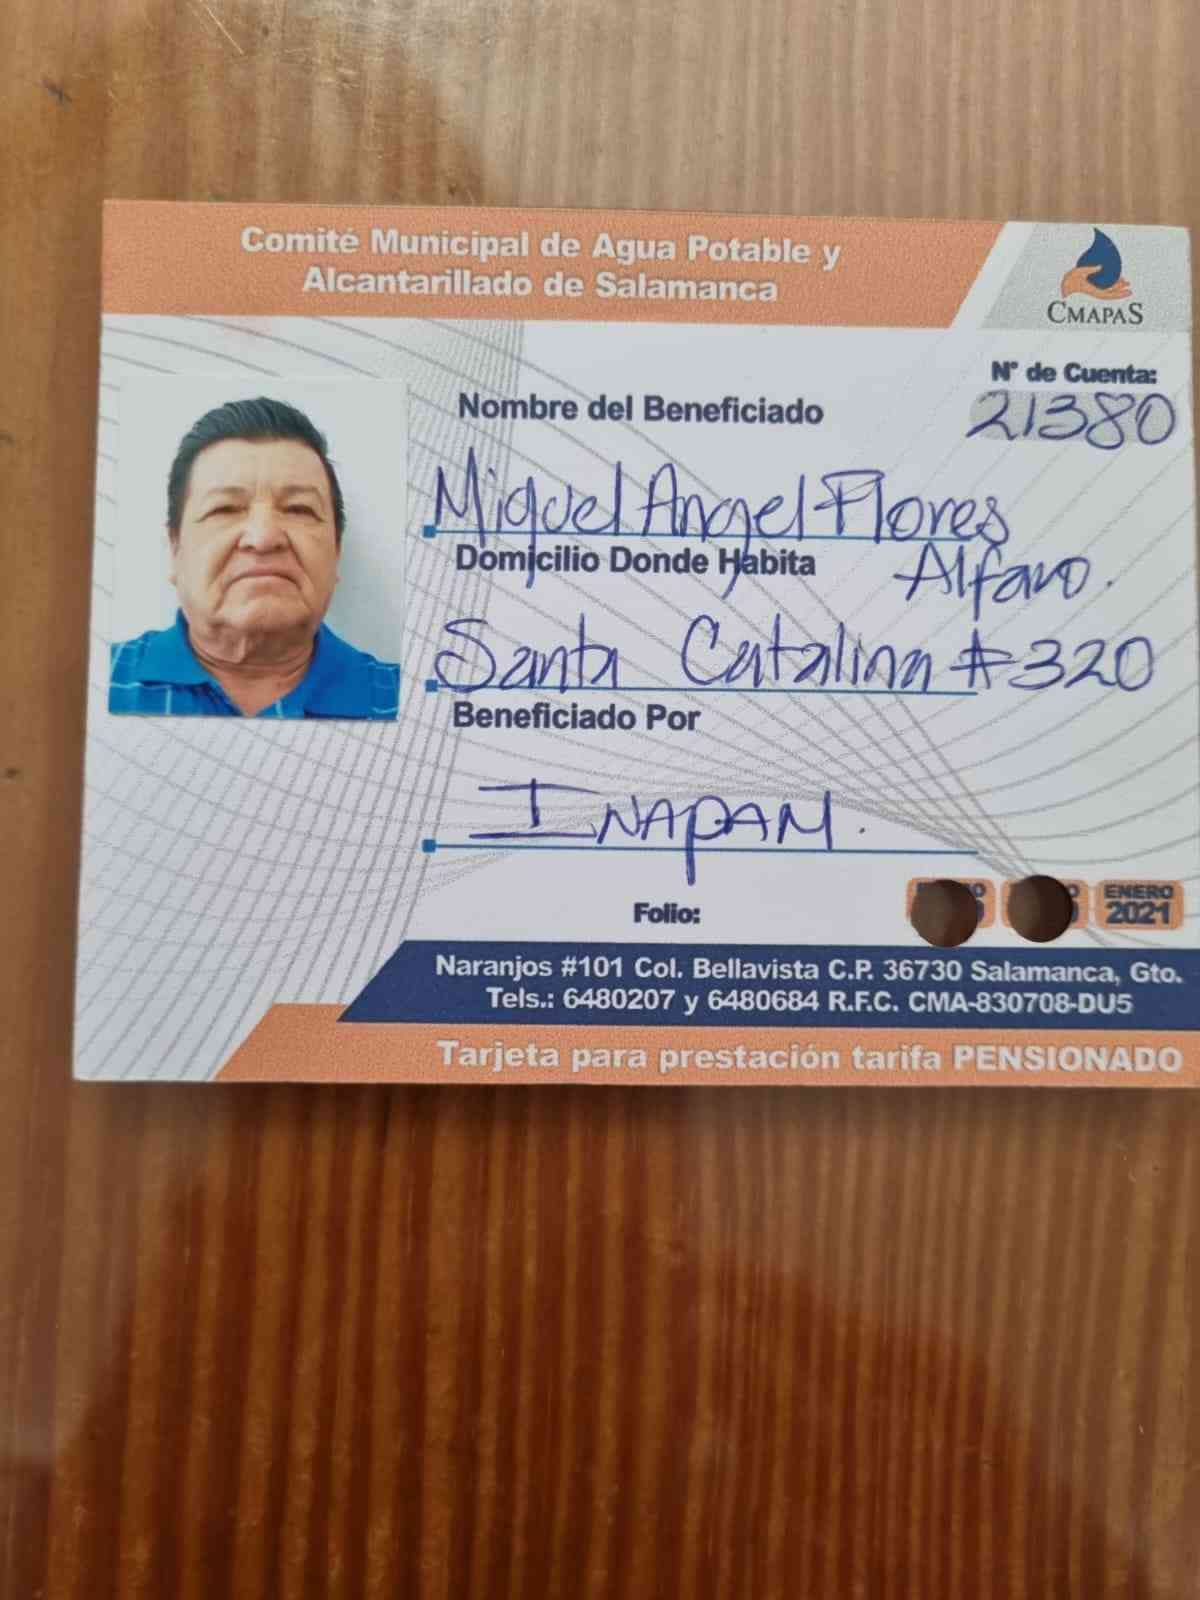 Comité Municipal de Agua Potable y
Alcantarillado de Salamanca
CMAPAS
N° de Cuenta:
21380
Nombre del Beneficiado
Miguel Angel Flores
Alfaro.
Domicilio Donde Habita
Santa Catalina #320
Beneficiado Por
INAPAM.
Folio:
ENERO
2021
Naranjos #101 Col. Bellavista C.P. 36730 Salamanca, Gto.
Tels.: 6480207 y 6480684 R.F.C. CMA-830708-DU5
Tarjeta para prestación tarifa PENSIONADO